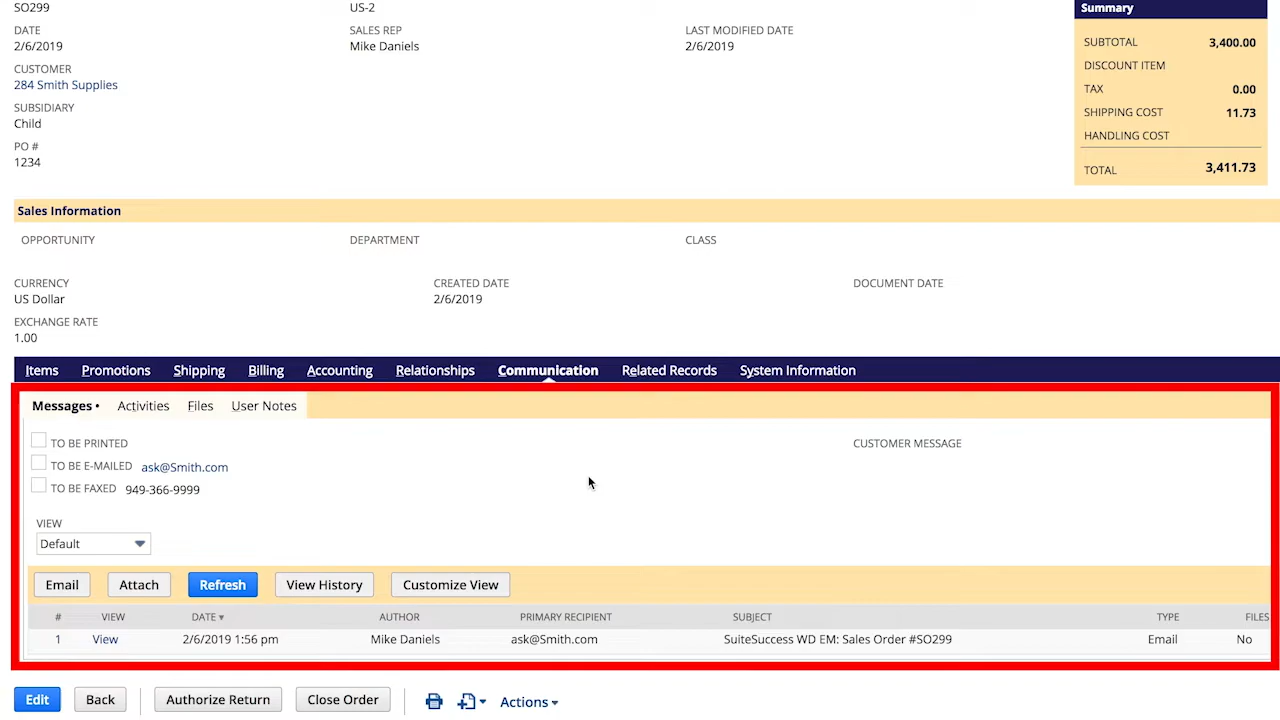 SO299
US-2
Summary
DATE
SALES REP
LAST MODIFIED DATE
2/6/2019
Mike Daniels
2/6/2019
SUBTOTAL 3,400.00
DISCOUNT ITEM
CUSTOMER
284 Smith Supplies
TAX 0.00
SUBSIDIARY
Child
SHIPPING COST 11.73
HANDLING COST
PO #
1234
TOTAL 3,411.73
Sales Information
OPPORTUNITY DEPARTMENT CLASS
CURRENCY CREATED DATE DOCUMENT DATE
US Dollar 2/6/2019
EXCHANGE RATE
1.00
Items Promotions Shipping Billing Accounting Relationships Communication Related Records System Information
Messages • Activities Files User Notes
TO BE PRINTED CUSTOMER MESSAGE
TO BE E-MAILED ask@Smith.com
TO BE FAXED 949-366-9999
VIEW
Default
Email Attach Refresh View History Customize View
# VIEW DATE ▼ AUTHOR PRIMARY RECIPIENT SUBJECT TYPE FILES
1 View 2/6/2019 1:56 pm Mike Daniels ask@Smith.com SuiteSuccess WD EM: Sales Order #SO299 Email No
Edit Back Authorize Return Close Order Actions